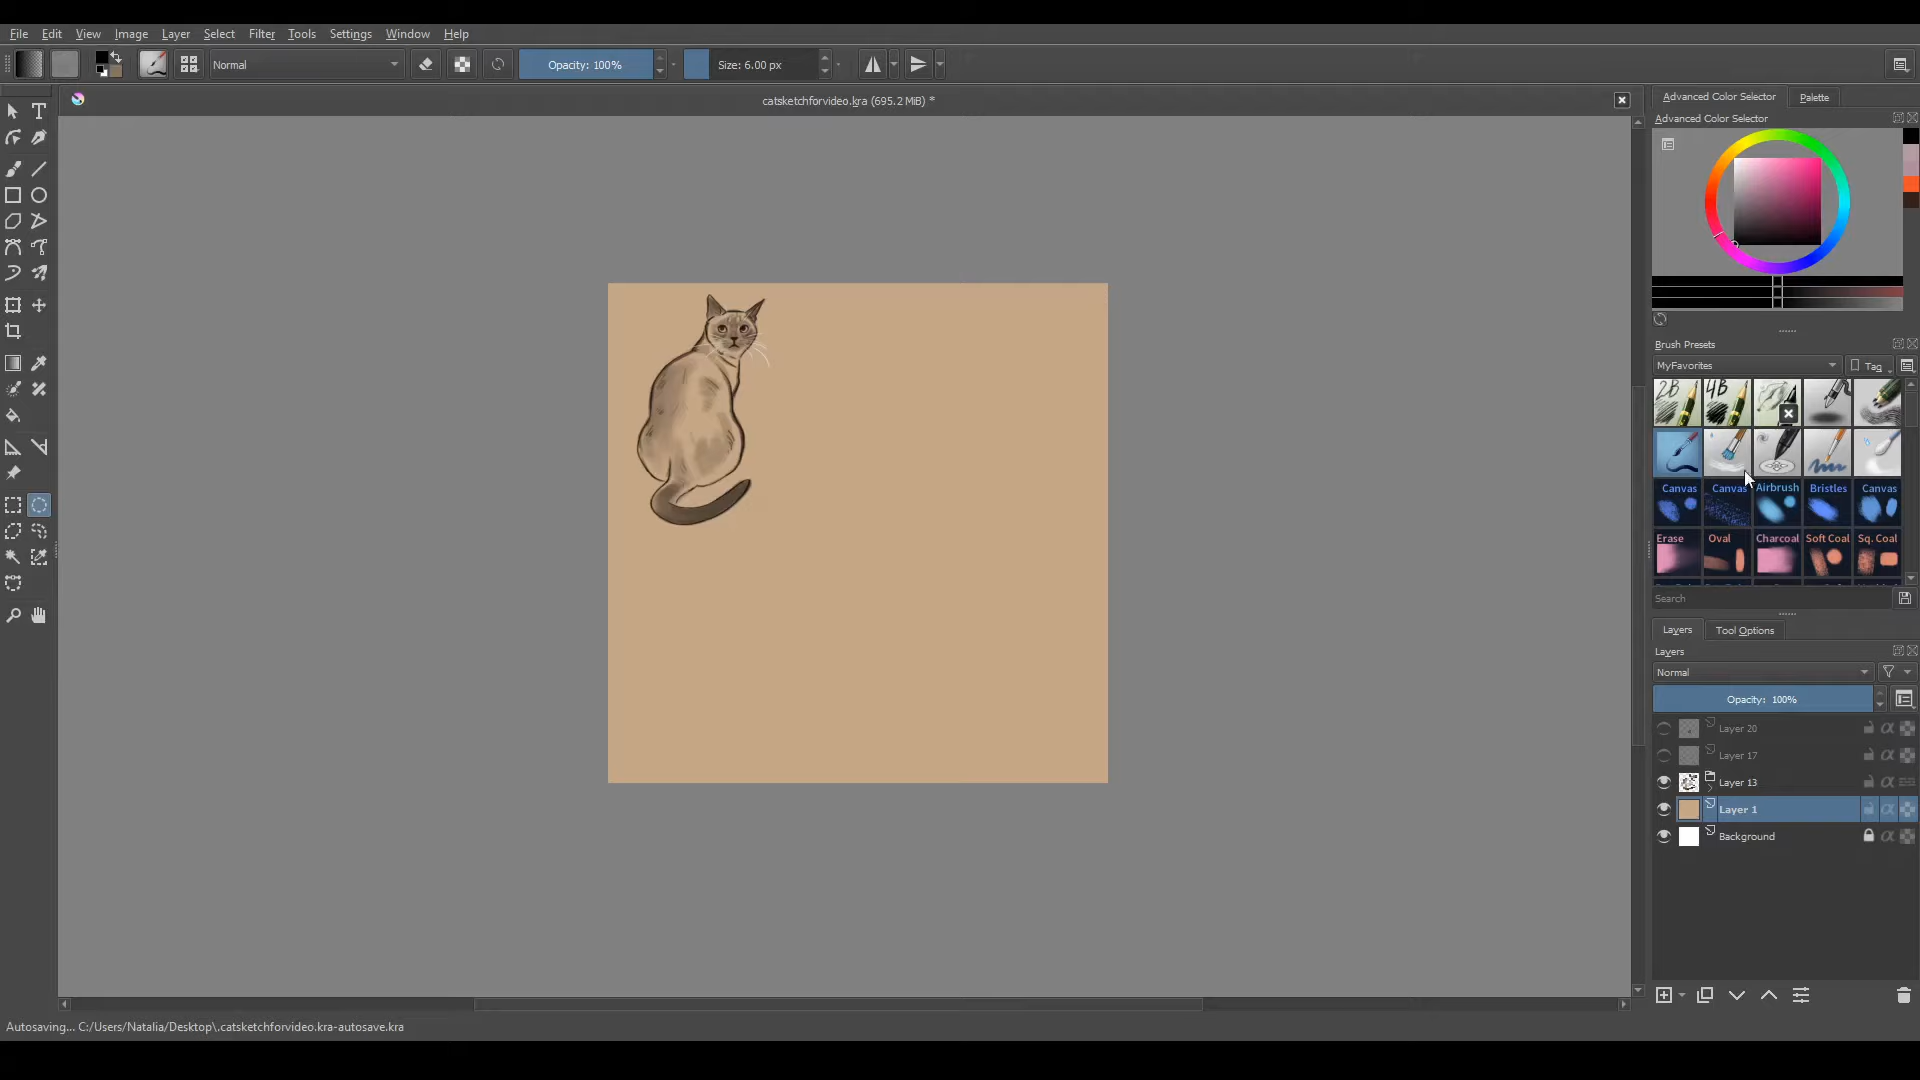 File Edit View Image Layer Select Filter Tools Settings Window Help
Normal Opacity: 100% Size: 6.00 px
catsketchforvideo.kra (695.2 MiB) *
Advanced Color Selector Palette
Advanced Color Selector
Brush Presets
MyFavorites Tag
2B 4B
Canvas Canvas Airbrush Bristles Canvas
Erase Oval Charcoal Soft Coal Sq. Coal
Search
Layers Tool Options
Layers
Normal
Opacity: 100%
Layer 20
Layer 17
Layer 13
Layer 1
Background
Autosaving... C:/Users/Natalia/Desktop\.catsketchforvideo.kra-autosave.kra